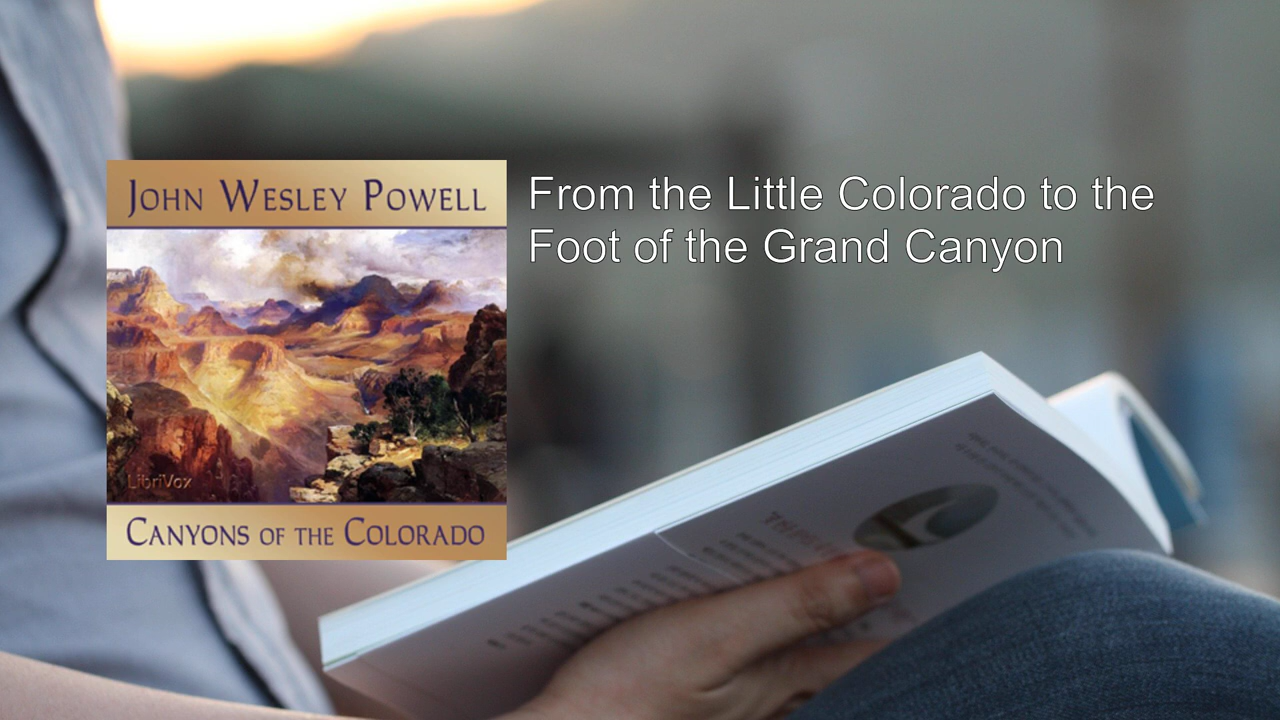 JOHN WESLEY POWELL
From the Little Colorado to the
Foot of the Grand Canyon
LibriVox
CANYONS OF THE COLORADO